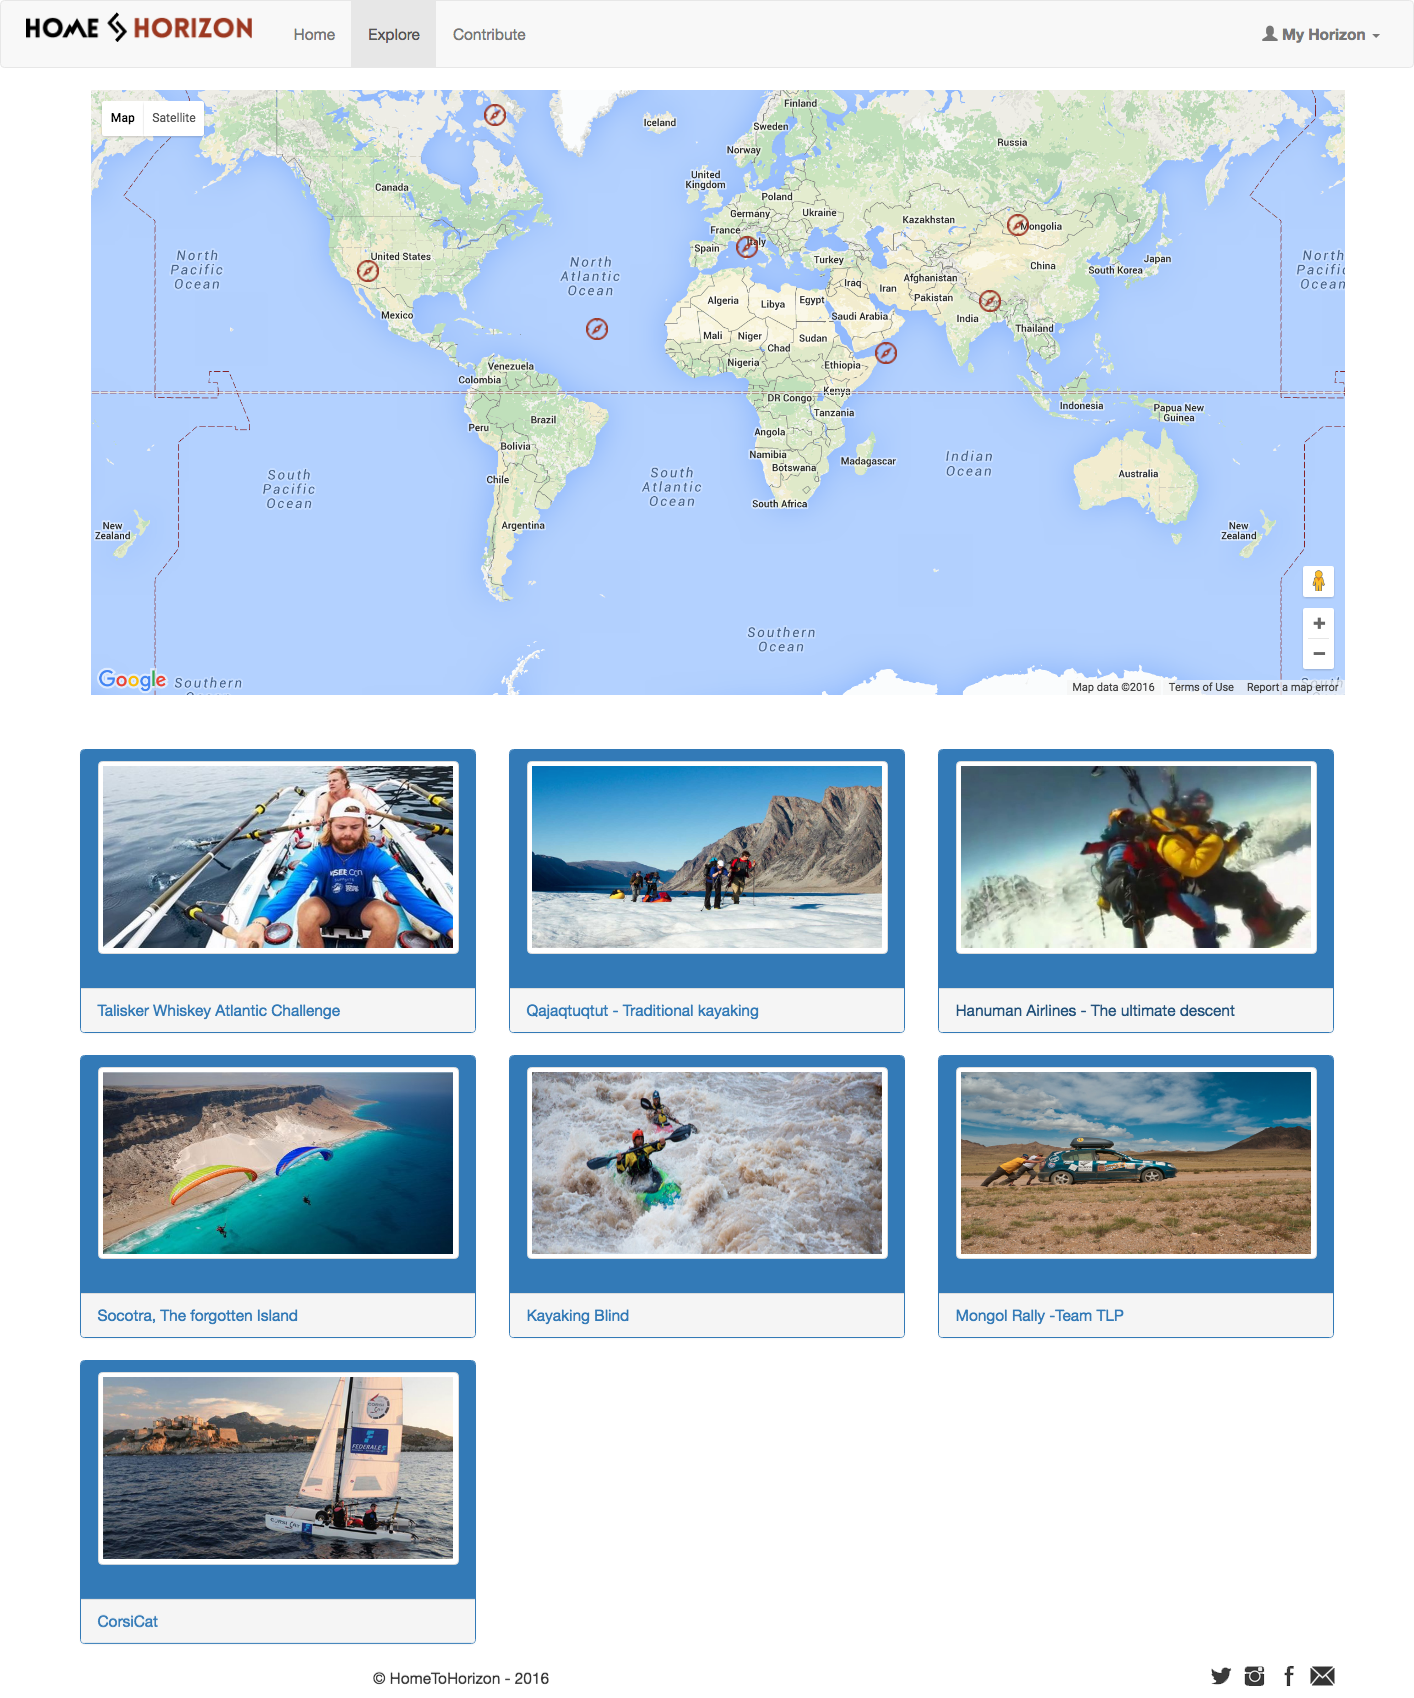 HOME HORIZON
Home
Explore
Contribute
My Horizon
Map
Satellite
Finland
Iceland
Sweden
Norway
Russia
United
Kingdom
Canada
Poland
Germany
Ukraine
Kazakhstan
France
Mongolia
Italy
Spain
North
Pacific
Ocean
United States
North
Atlantic
Ocean
Turkey
China
South Korea
Japan
North
Pacific
Ocean
Afghanistan
Iraq
Iran
Pakistan
Algeria
Libya
Egypt
Saudi Arabia
Mexico
India
Thailand
Mali
Niger
Sudan
Chad
Nigeria
Ethiopia
Venezuela
Colombia
DR Congo
Kenya
Tanzania
Indonesia
Papua New
Guinea
Brazil
Peru
Angola
Bolivia
Namibia
Botswana
Madagascar
Indian
Ocean
Australia
South
Pacific
Ocean
Chile
South
Atlantic
Ocean
South Africa
Argentina
New
Zealand
New
Zealand
Southern
Ocean
Google
Southern
Ocean
South
Map data ©2016
Terms of Use
Report a map error
Talisker Whiskey Atlantic Challenge
Qajaqtuqtut - Traditional kayaking
Hanuman Airlines - The ultimate descent
Socotra, The forgotten Island
Kayaking Blind
Mongol Rally -Team TLP
FEDERALE
CorsiCat
© HomeToHorizon - 2016